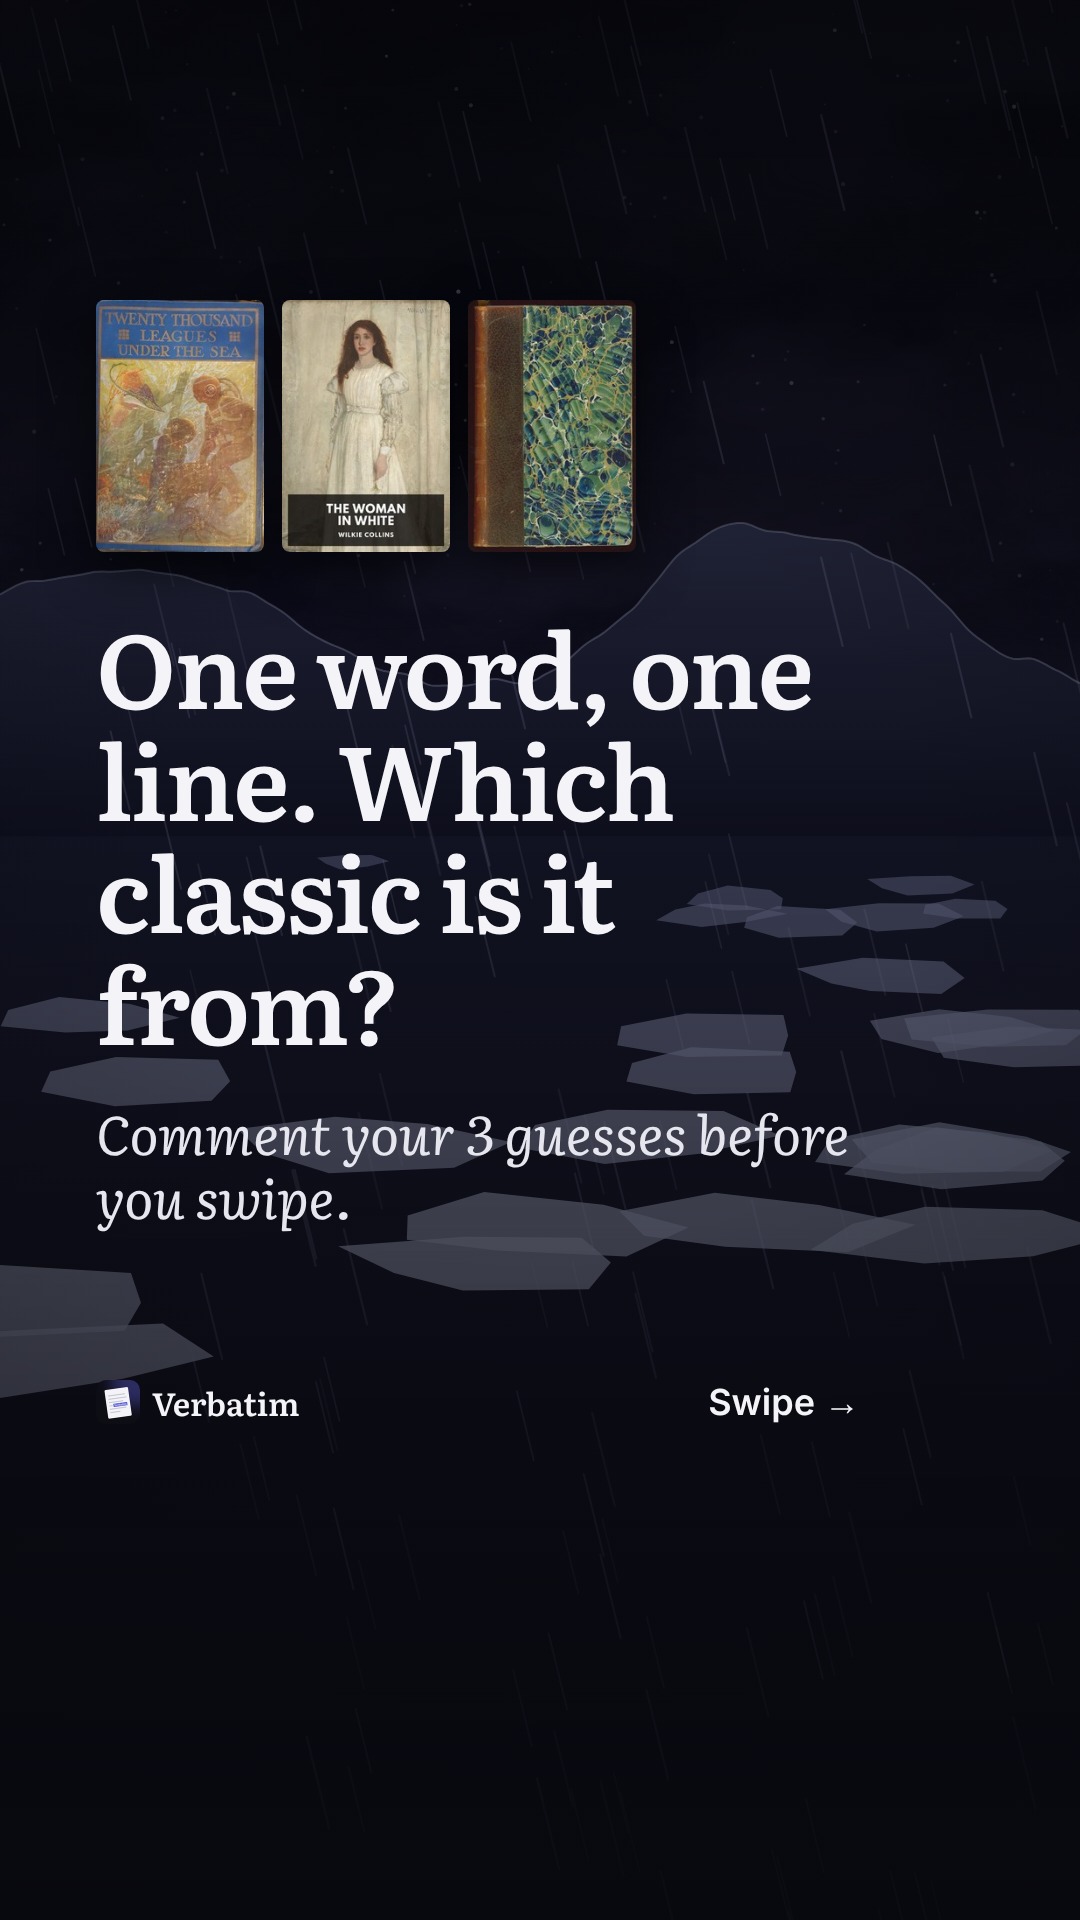 TWENTY THOUSAND
LEAGUES
UNDER THE SEA
THE WOMAN
IN WHITE
WILKIE COLLINS
One word, one
line. Which
classic is it
from?
Comment your 3 guesses before
you swipe.
Verbatim
Swipe →